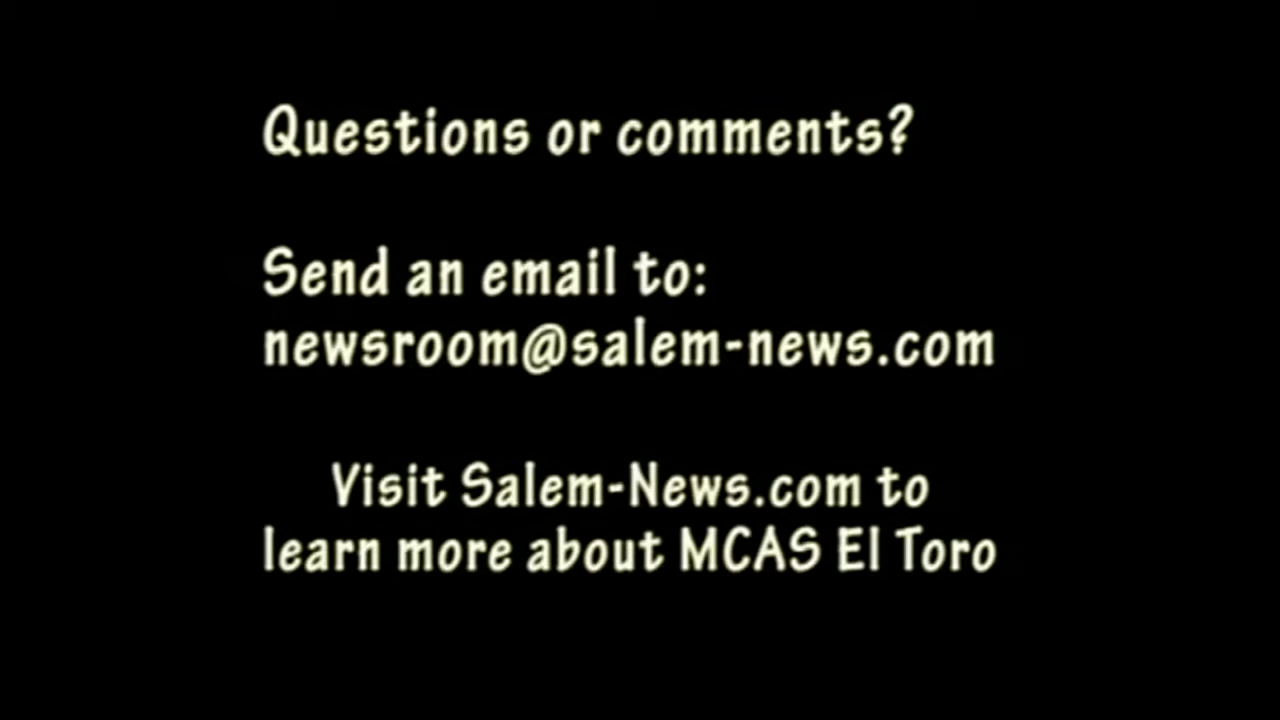 Questions or comments?
Send an email to:
newsroom@salem-news.com
Visit Salem-News.com to
learn more about MCAS El Toro